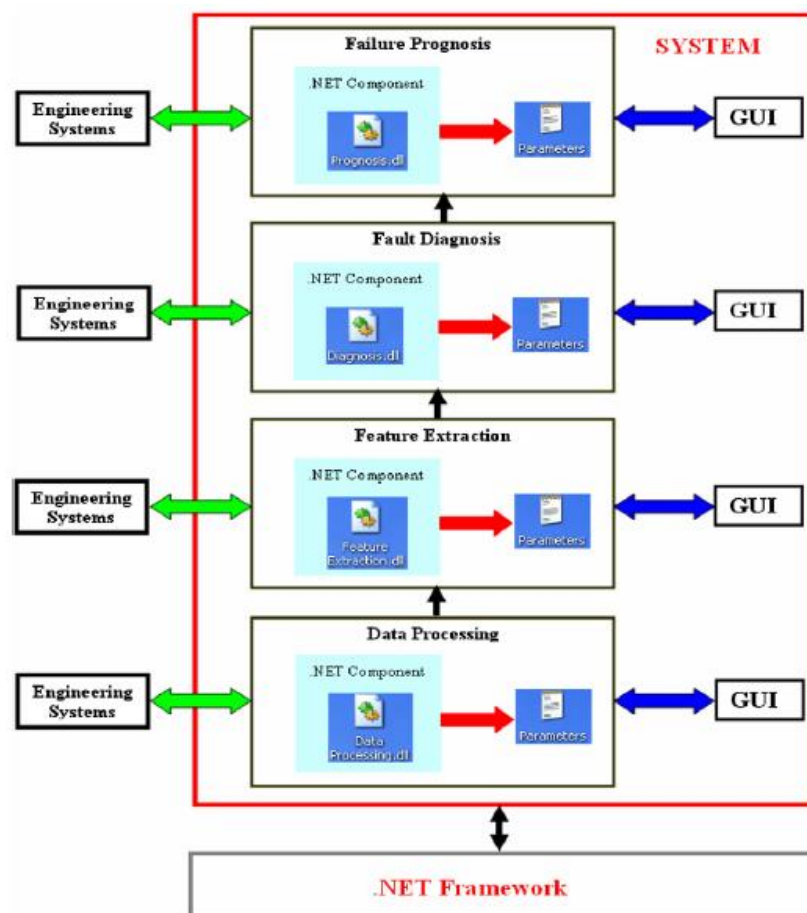 SYSTEM
Failure Prognosis
.NET Component
Prognosis.dll
Parameters
Engineering
Systems
GUI
Fault Diagnosis
.NET Component
Diagnosis.dll
Parameters
Engineering
Systems
GUI
Feature Extraction
.NET Component
Feature
Extraction.dll
Parameters
Engineering
Systems
GUI
Data Processing
.NET Component
Data
Processing.dll
Parameters
Engineering
Systems
GUI
.NET Framework